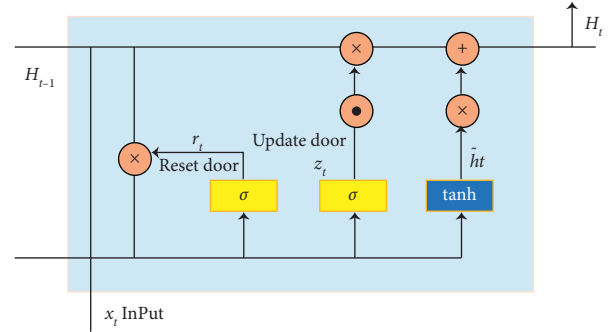 H_t
×
+
H_{t–1}
×
r_t
Update door
×
Reset door
z_t
h̃t
σ
σ
tanh
x_t InPut